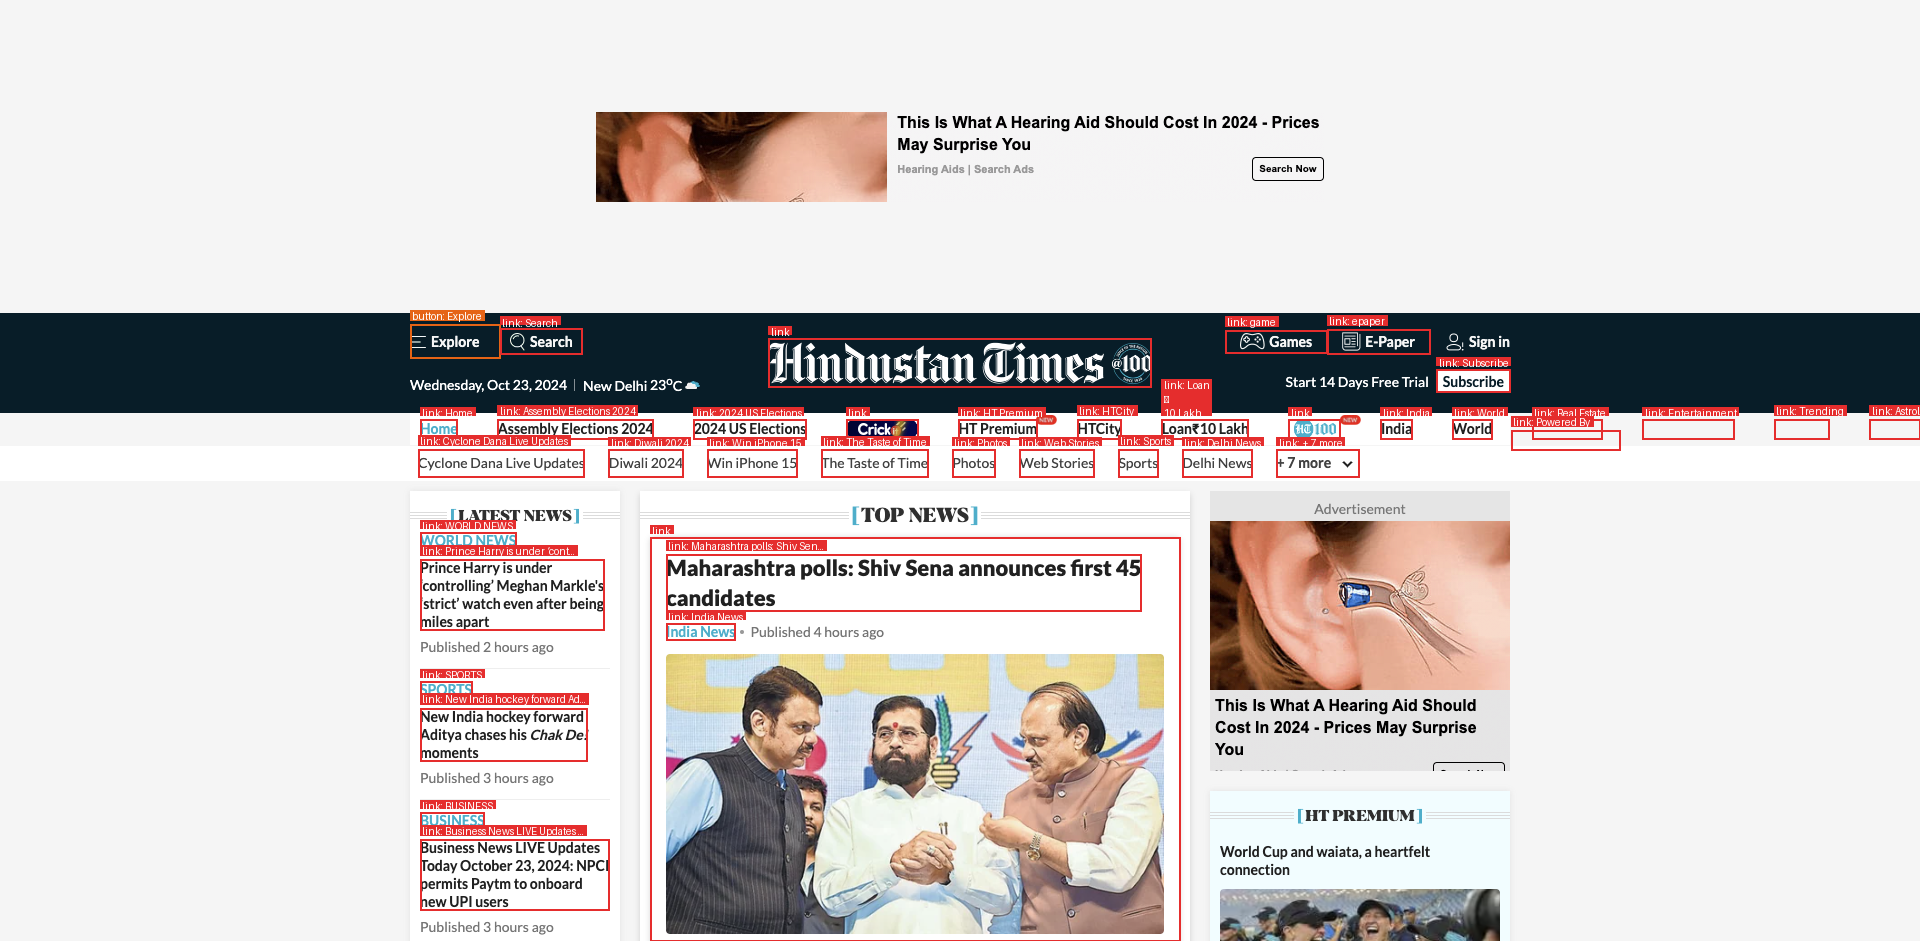 This Is What A Hearing Aid Should Cost In 2024 - Prices
May Surprise You
Hearing Aids | Search Ads
Search Now
button: Explore
link: Search
link
link: game
link: epaper
Explore
Search
Hindustan Times @100
Games
E-Paper
Sign in
link: Subscribe
Wednesday, Oct 23, 2024
New Delhi 23°C
Start 14 Days Free Trial
Subscribe
link: Home
link: Assembly Elections 2024
link: 2024 US Elections
link
link: HT Premium
link: HTCity
link: Loan
10 Lakh
link
link: India
link: World
link: Real Estate
link: Entertainment
link: Trending
link: Astrol
Home
Assembly Elections 2024
2024 US Elections
Crick
HT Premium
NEW
HTCity
Loan₹10 Lakh
HT 100
NEW
India
World
link: Powered By
link: Cyclone Dana Live Updates
link: Diwali 2024
link: Win iPhone 15
link: The Taste of Time
link: Photos
link: Web Stories
link: Sports
link: Delhi News
link: + 7 more
Cyclone Dana Live Updates
Diwali 2024
Win iPhone 15
The Taste of Time
Photos
Web Stories
Sports
Delhi News
+ 7 more
[LATEST NEWS]
link: WORLD NEWS
WORLD NEWS
link: Prince Harry is under 'cont...
Prince Harry is under
'controlling' Meghan Markle's
'strict' watch even after being
miles apart
Published 2 hours ago
link: SPORTS
SPORTS
link: New India hockey forward Ad...
New India hockey forward
Aditya chases his Chak De!
moments
Published 3 hours ago
link: BUSINESS
BUSINESS
link: Business News LIVE Updates ...
Business News LIVE Updates
Today October 23, 2024: NPCI
permits Paytm to onboard
new UPI users
Published 3 hours ago
[TOP NEWS]
link
link: Maharashtra polls: Shiv Sen...
Maharashtra polls: Shiv Sena announces first 45
candidates
link: India News
India News • Published 4 hours ago
Advertisement
This Is What A Hearing Aid Should
Cost In 2024 - Prices May Surprise
You
[HT PREMIUM]
World Cup and waiata, a heartfelt
connection